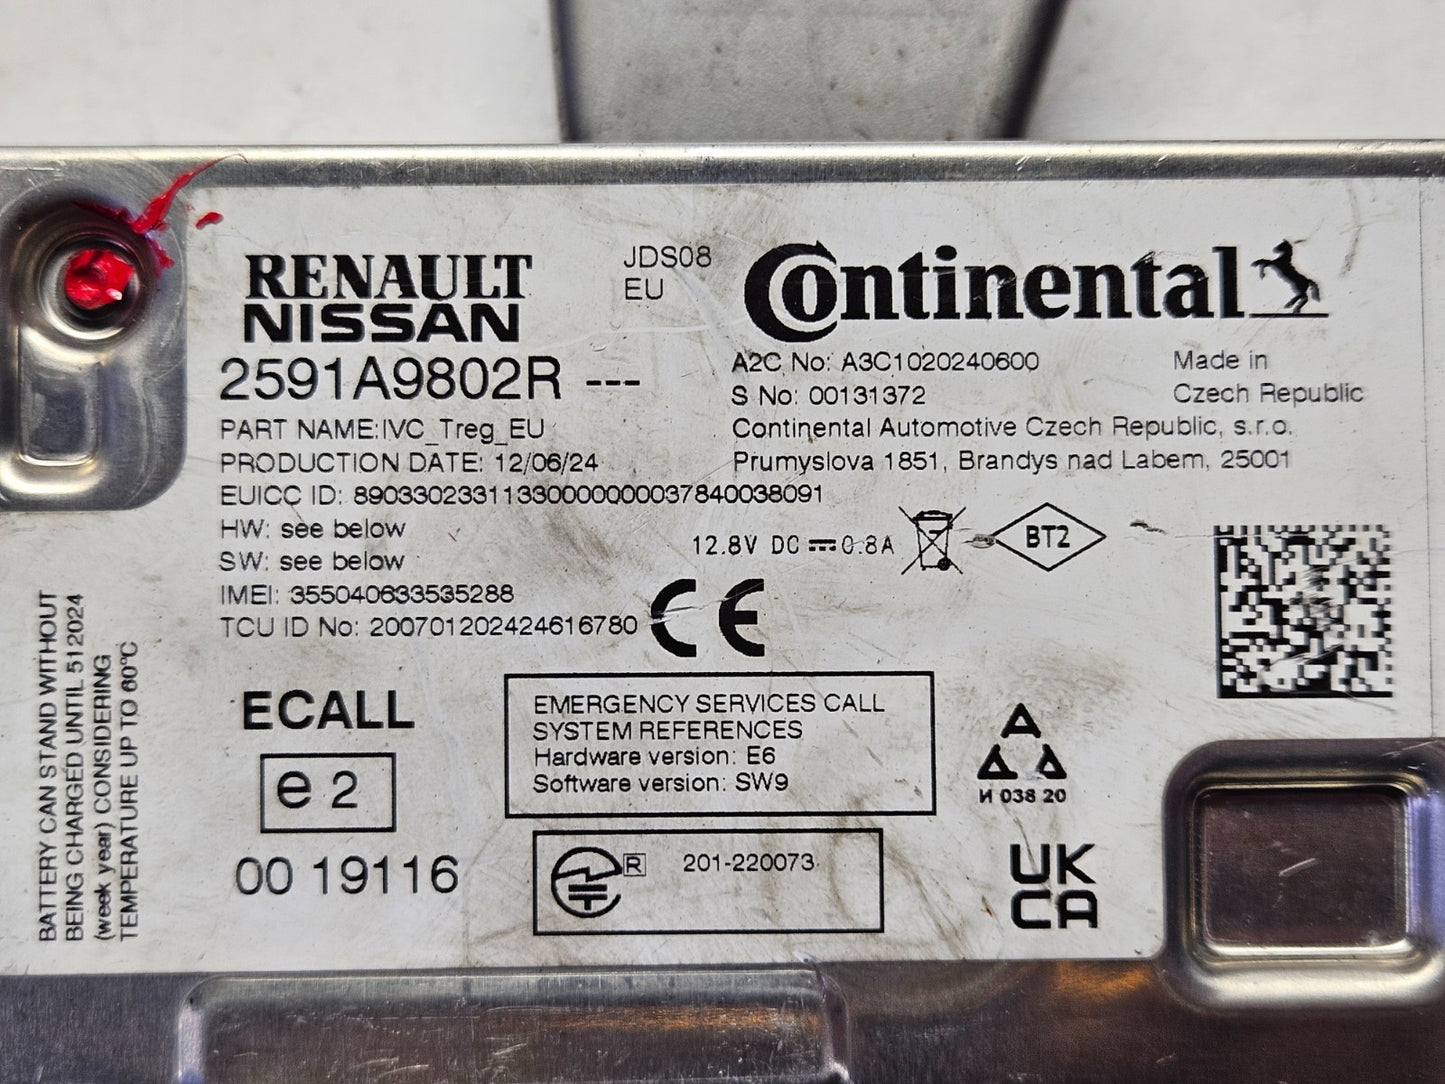 RENAULT
NISSAN
JDS08
EU
Continental
2591A9802R ---
PART NAME:IVC_Treg_EU
PRODUCTION DATE: 12/06/24
EUICC ID: 89033023311330000000037840038091
HW: see below
SW: see below
IMEI: 355040633535288
TCU ID No: 200701202424616780
A2C No: A3C1020240600
Made in
S No: 00131372
Czech Republic
Continental Automotive Czech Republic, s.r.o.
Prumyslova 1851, Brandys nad Labem, 25001
12.8V DC 0.8A
BT2
CE
BATTERY CAN STAND WITHOUT
BEING CHARGED UNTIL 512024
(week year) CONSIDERING
TEMPERATURE UP TO 60°C
ECALL
e 2
00 19116
EMERGENCY SERVICES CALL
SYSTEM REFERENCES
Hardware version: E6
Software version: SW9
R 201-220073
A
A A
И 038 20
UK
CA